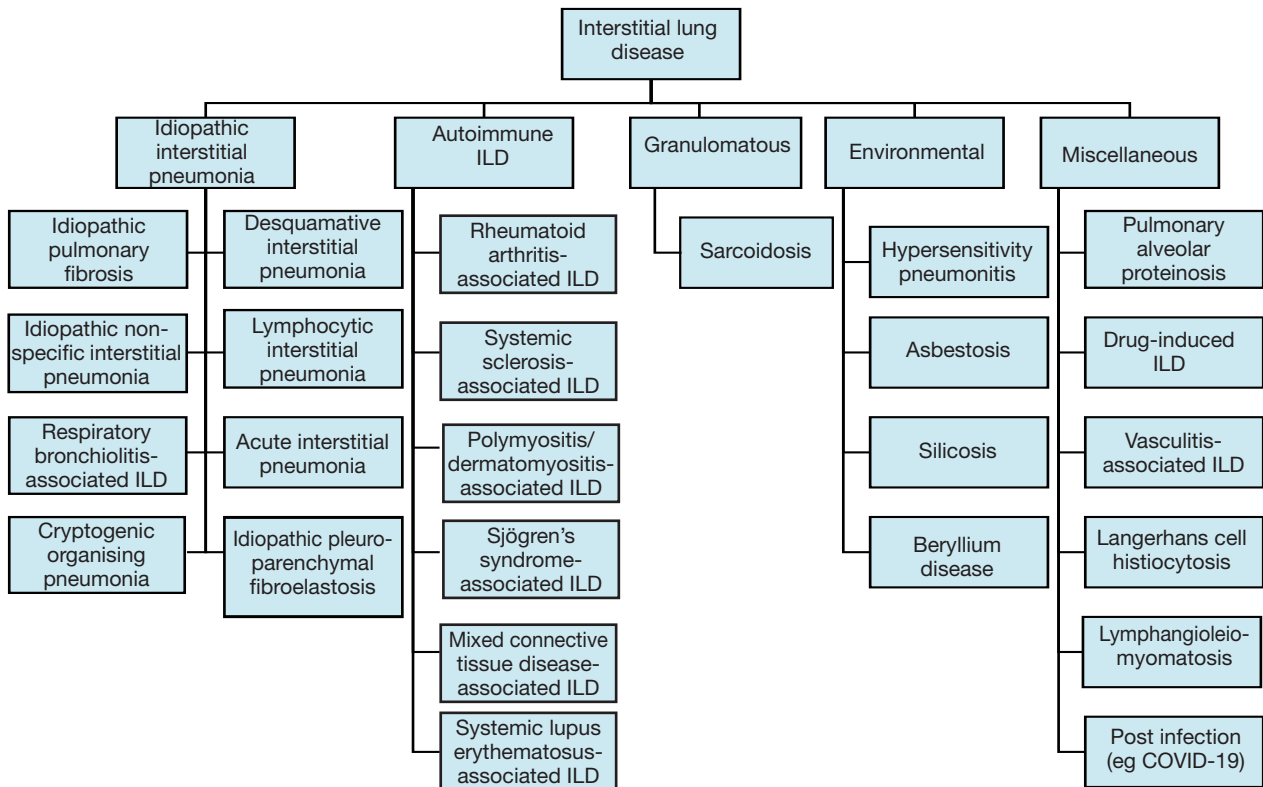 Interstitial lung
disease
Idiopathic
interstitial
pneumonia
Autoimmune
ILD
Granulomatous
Environmental
Miscellaneous
Idiopathic
pulmonary
fibrosis
Desquamative
interstitial
pneumonia
Rheumatoid
arthritis-
associated ILD
Sarcoidosis
Hypersensitivity
pneumonitis
Pulmonary
alveolar
proteinosis
Idiopathic non-
specific interstitial
pneumonia
Lymphocytic
interstitial
pneumonia
Systemic
sclerosis-
associated ILD
Asbestosis
Drug-induced
ILD
Respiratory
bronchiolitis-
associated ILD
Acute interstitial
pneumonia
Polymyositis/
dermatomyositis-
associated ILD
Silicosis
Vasculitis-
associated ILD
Cryptogenic
organising
pneumonia
Idiopathic pleuro-
parenchymal
fibroelastosis
Sjögren's
syndrome-
associated ILD
Beryllium
disease
Langerhans cell
histiocytosis
Mixed connective
tissue disease-
associated ILD
Lymphangioleio-
myomatosis
Systemic lupus
erythematosus-
associated ILD
Post infection
(eg COVID-19)